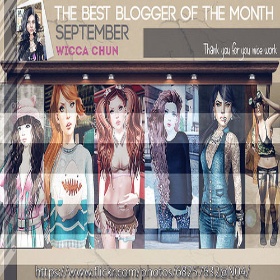 THE BEST BLOGGER OF THE MONTH
SEPTEMBER
WICCA CHUN
Thank you for you nice work